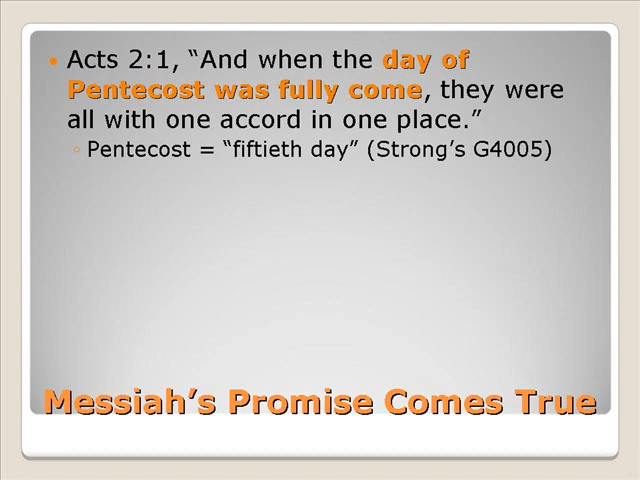 • Acts 2:1, “And when the day of
Pentecost was fully come, they were
all with one accord in one place.”
◦ Pentecost = “fiftieth day” (Strong’s G4005)
Messiah’s Promise Comes True